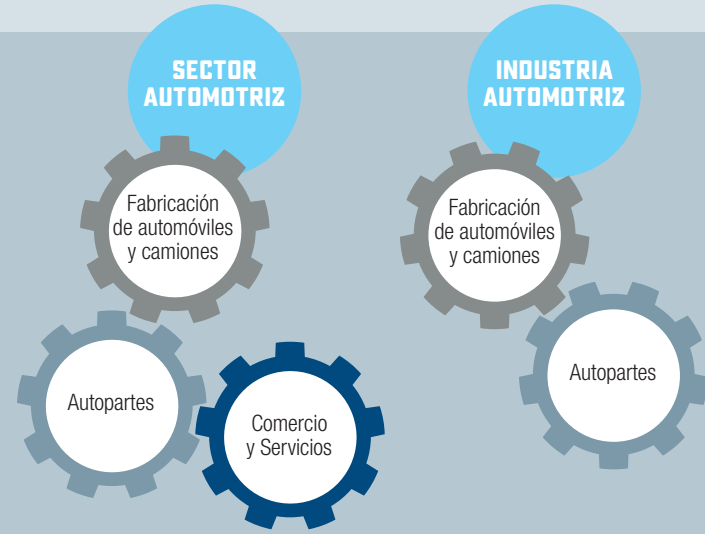 SECTOR
AUTOMOTRIZ
Fabricación
de automóviles
y camiones
Autopartes
Comercio
y Servicios
INDUSTRIA
AUTOMOTRIZ
Fabricación
de automóviles
y camiones
Autopartes